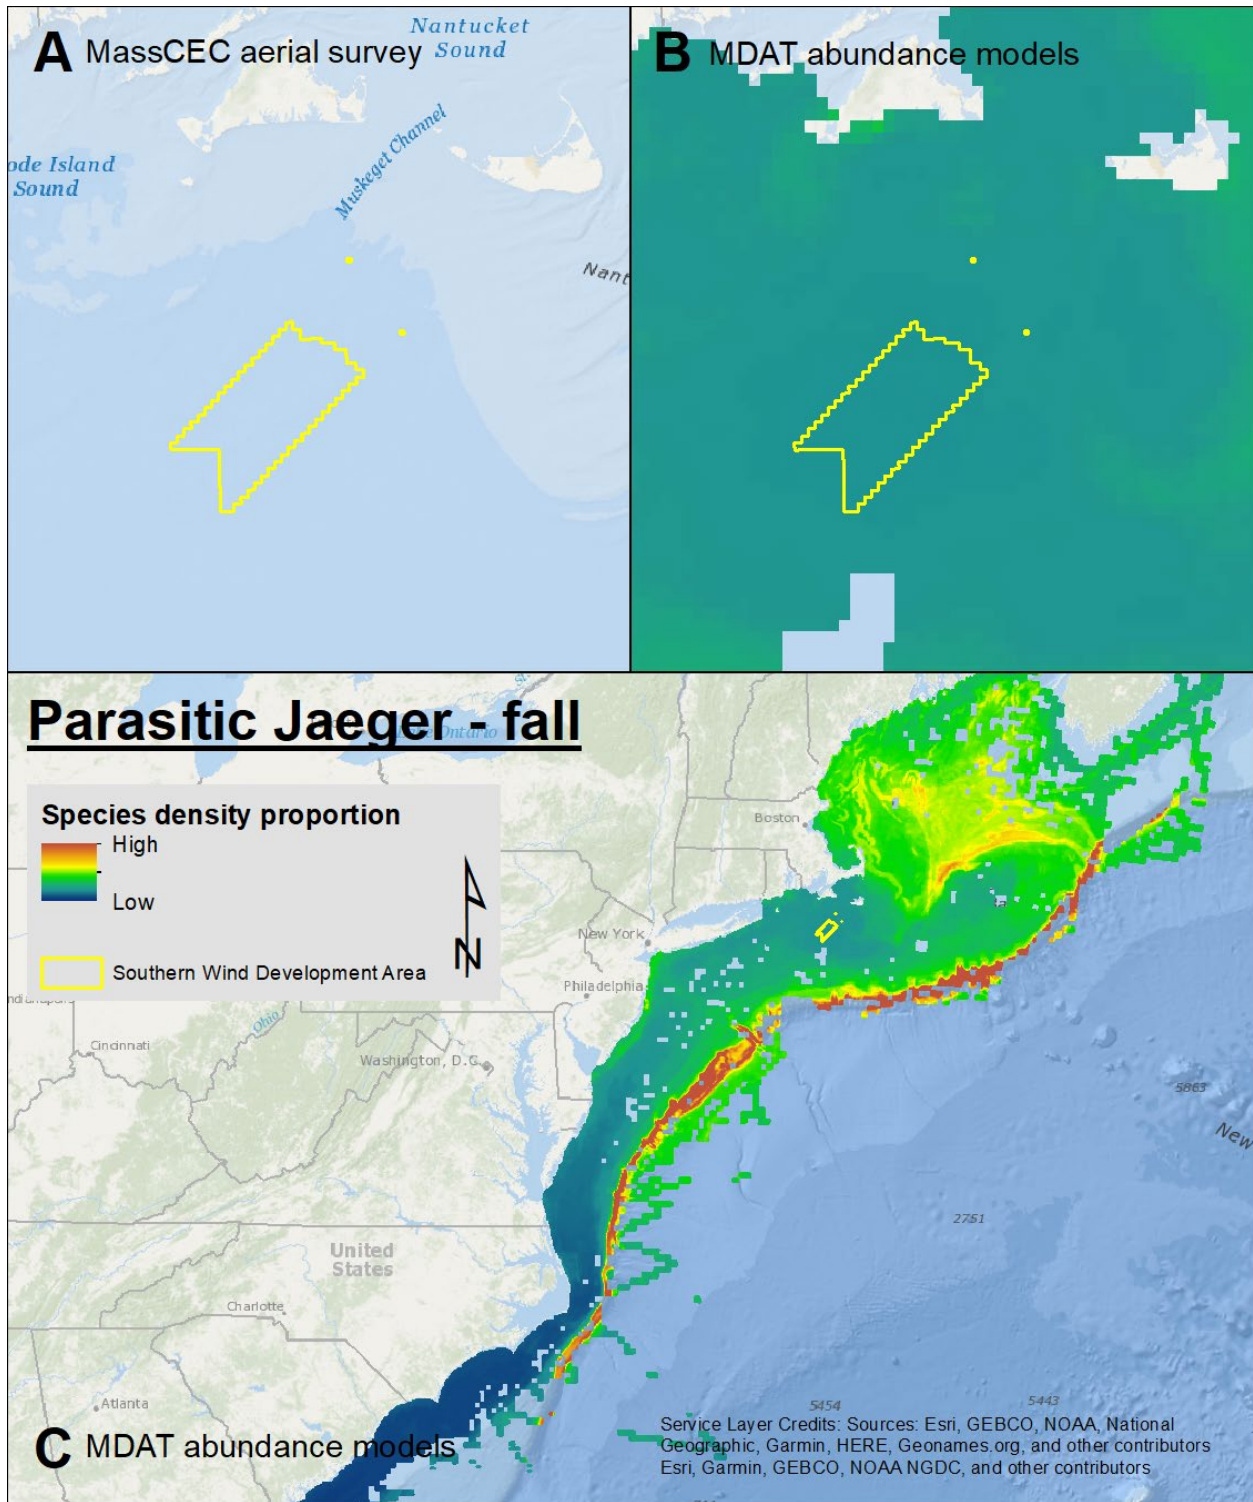 A MassCEC aerial survey
Nantucket
Sound
Muskeget Channel
ode Island
Sound
Nant
B MDAT abundance models
Parasitic Jaeger - fall
Ontario
Species density proportion
High
Low
N
Southern Wind Development Area
Boston
New York
Philadelphia
Ohio
Cincinnati
Washington, D.C.
5863
New
2751
United
States
Charlotte
Atlanta
5454
5443
C MDAT abundance models
Service Layer Credits: Sources: Esri, GEBCO, NOAA, National
Geographic, Garmin, HERE, Geonames.org, and other contributors
Esri, Garmin, GEBCO, NOAA NGDC, and other contributors